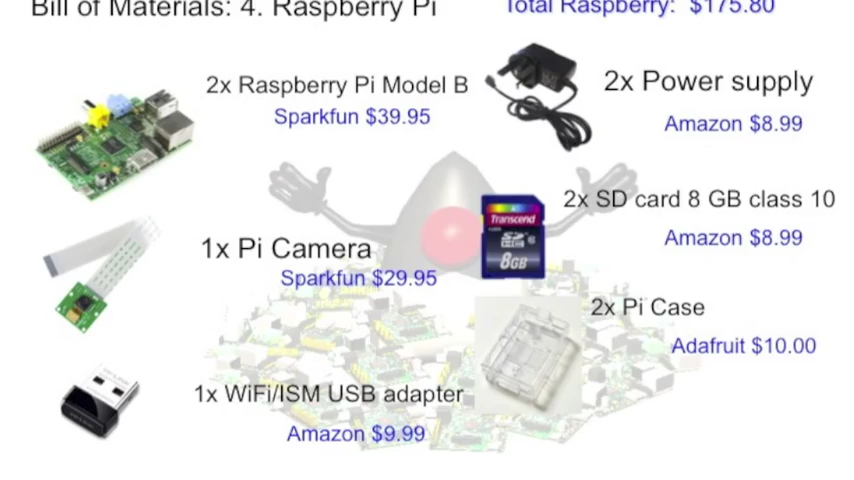 Bill of Materials: 4. Raspberry Pi
Total Raspberry: $175.80
2x Raspberry Pi Model B
Sparkfun $39.95
2x Power supply
Amazon $8.99
2x SD card 8 GB class 10
Amazon $8.99
Transcend
8GB
1x Pi Camera
Sparkfun $29.95
2x Pi Case
Adafruit $10.00
1x WiFi/ISM USB adapter
Amazon $9.99